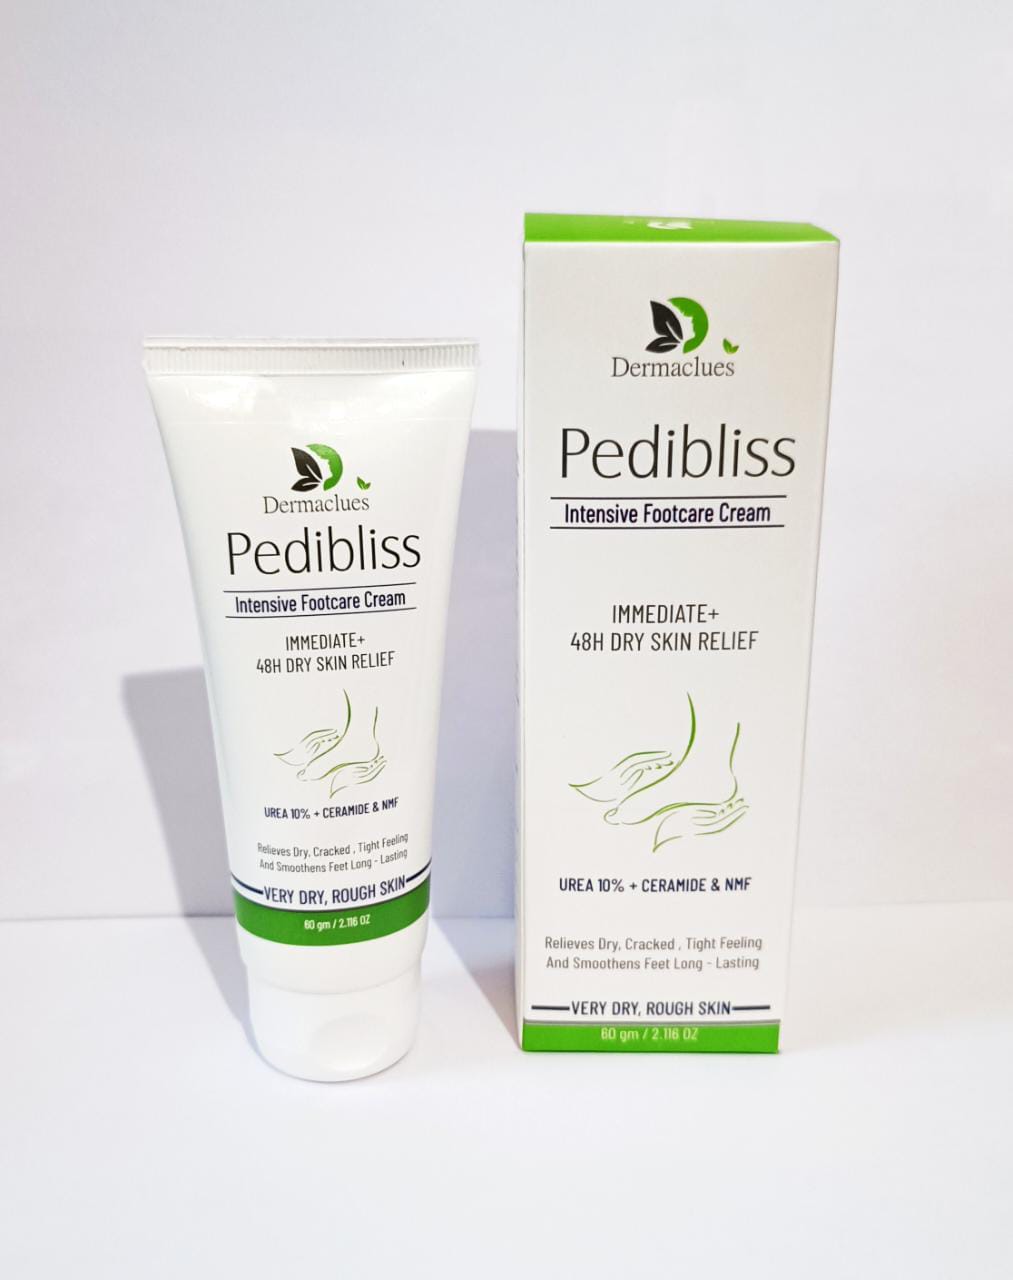 Dermaclues
Pedibliss
Intensive Footcare Cream
IMMEDIATE+
48H DRY SKIN RELIEF
UREA 10% + CERAMIDE & NMF
Relieves Dry, Cracked , Tight Feeling
And Smoothens Feet Long - Lasting
VERY DRY, ROUGH SKIN
60 gm / 2.116 OZ
Dermaclues
Pedibliss
Intensive Footcare Cream
IMMEDIATE+
48H DRY SKIN RELIEF
UREA 10% + CERAMIDE & NMF
Relieves Dry, Cracked , Tight Feeling
And Smoothens Feet Long - Lasting
VERY DRY, ROUGH SKIN
60 gm / 2.116 OZ